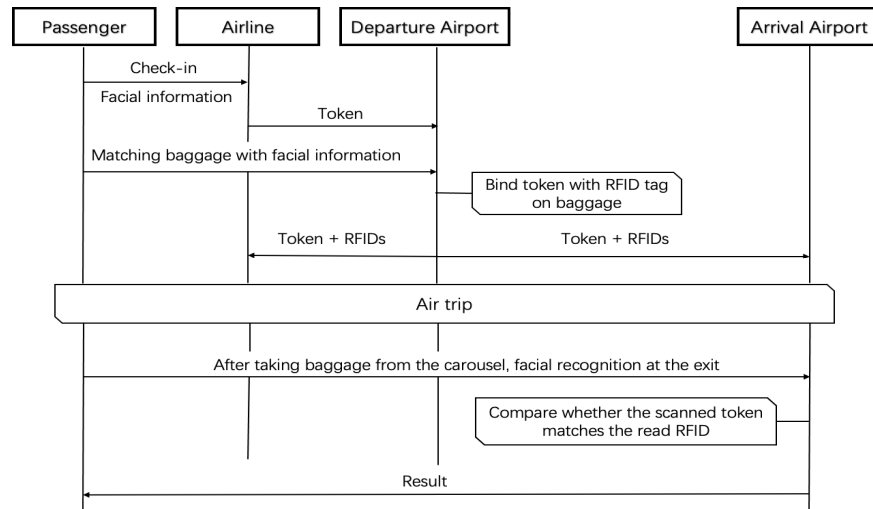 Passenger
Airline
Departure Airport
Arrival Airport
Check-in
Facial information
Token
Matching baggage with facial information
Bind token with RFID tag
on baggage
Token + RFIDs
Token + RFIDs
Air trip
After taking baggage from the carousel, facial recognition at the exit
Compare whether the scanned token
matches the read RFID
Result